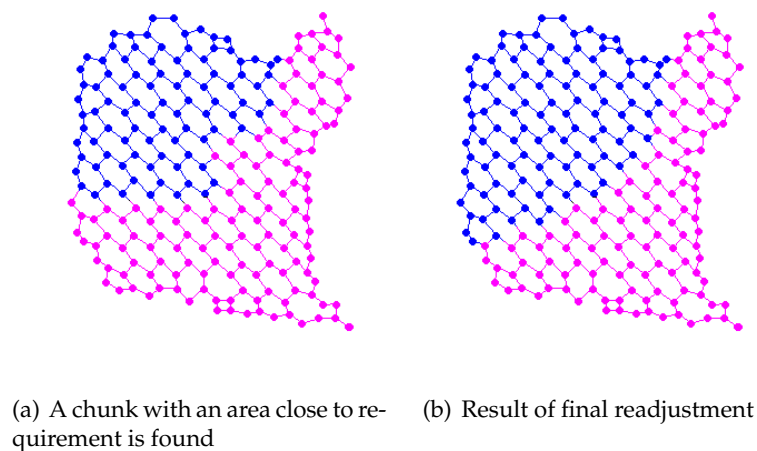 (a) A chunk with an area close to re-
quirement is found
(b) Result of final readjustment